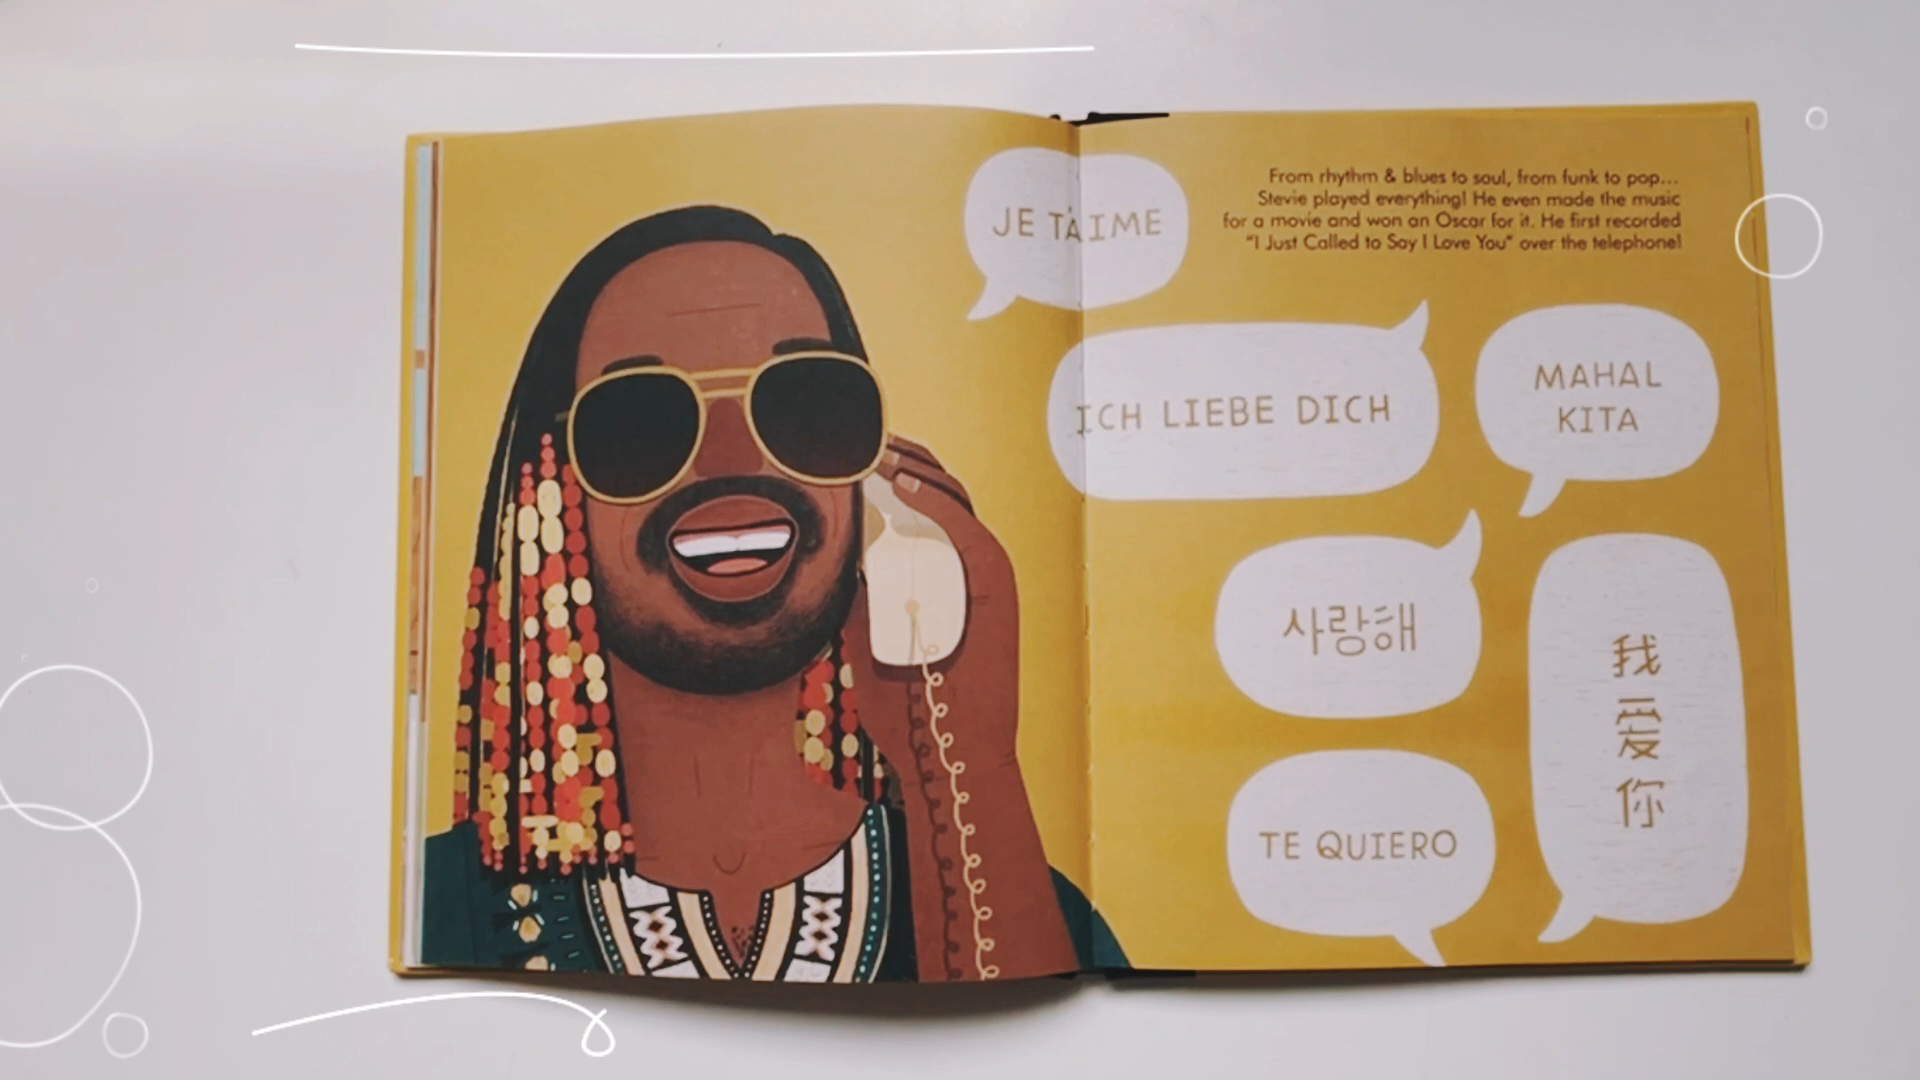 JE T'AIME
From rhythm & blues to soul, from funk to pop...
Stevie played everything! He even made the music
for a movie and won an Oscar for it. He first recorded
"I Just Called to Say I Love You" over the telephone!
ICH LIEBE DICH
MAHAL
KITA
사랑해
我
爱
你
TE QUIERO